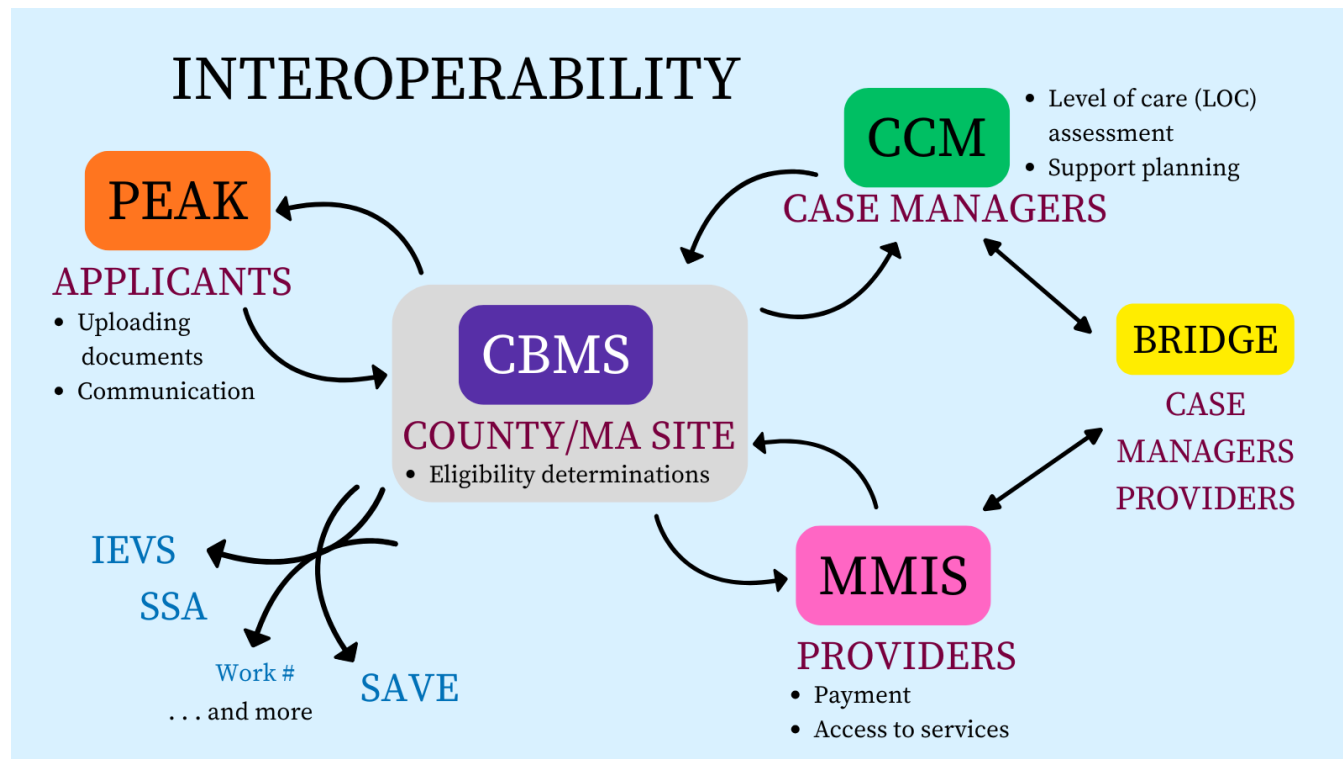 INTEROPERABILITY
PEAK
APPLICANTS
• Uploading
documents
• Communication
CCM
CASE MANAGERS
• Level of care (LOC)
assessment
• Support planning
CBMS
COUNTY/MA SITE
• Eligibility determinations
BRIDGE
CASE
MANAGERS
PROVIDERS
IEVS
SSA
Work #
. . . and more
SAVE
MMIS
PROVIDERS
• Payment
• Access to services